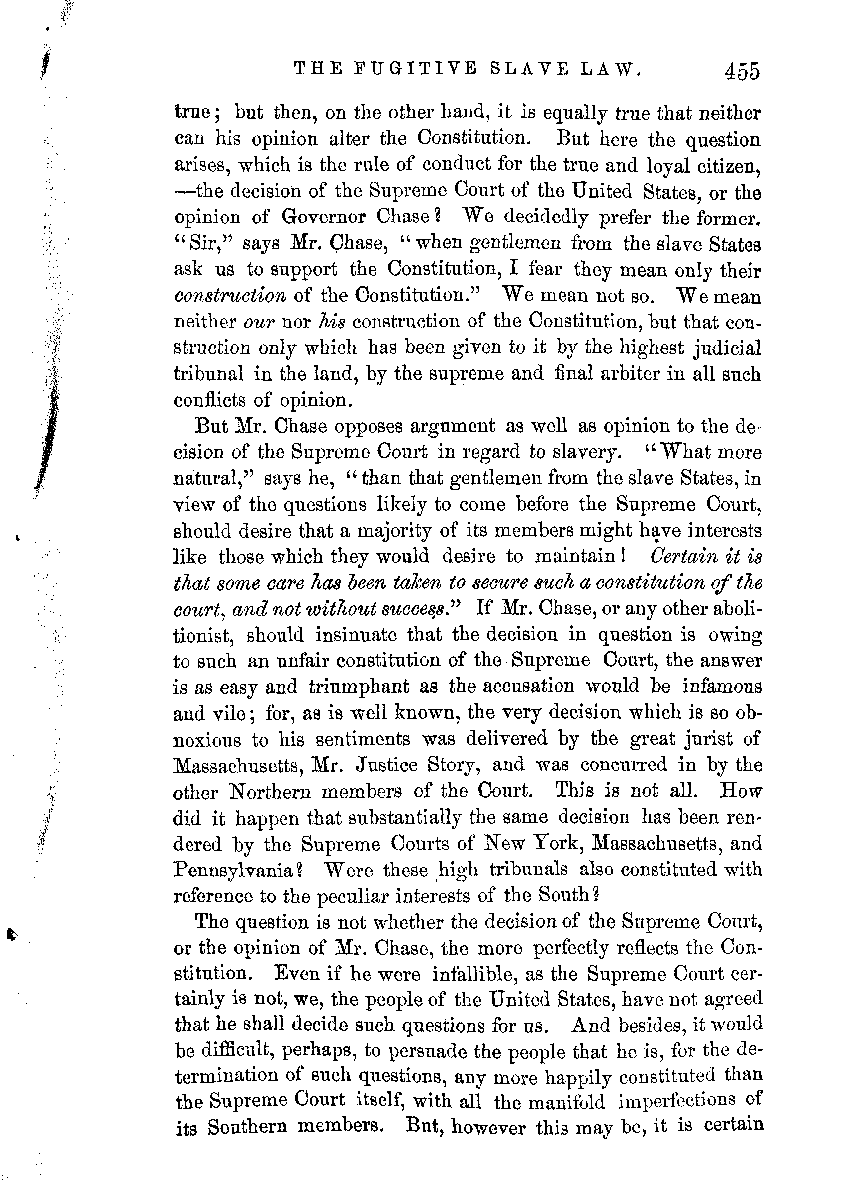 THE FUGITIVE SLAVE LAW. 455
true; but then, on the other hand, it is equally true that neither
can his opinion alter the Constitution. But here the question
arises, which is the rule of conduct for the true and loyal citizen,
—the decision of the Supreme Court of the United States, or the
opinion of Governor Chase? We decidedly prefer the former.
"Sir," says Mr. Chase, "when gentlemen from the slave States
ask us to support the Constitution, I fear they mean only their
construction of the Constitution." We mean not so. We mean
neither our nor his construction of the Constitution, but that con-
struction only which has been given to it by the highest judicial
tribunal in the land, by the supreme and final arbiter in all such
conflicts of opinion.
But Mr. Chase opposes argument as well as opinion to the de-
cision of the Supreme Court in regard to slavery. "What more
natural," says he, "than that gentlemen from the slave States, in
view of the questions likely to come before the Supreme Court,
should desire that a majority of its members might have interests
like those which they would desire to maintain! Certain it is
that some care has been taken to secure such a constitution of the
court, and not without success." If Mr. Chase, or any other aboli-
tionist, should insinuate that the decision in question is owing
to such an unfair constitution of the Supreme Court, the answer
is as easy and triumphant as the accusation would be infamous
and vile; for, as is well known, the very decision which is so ob-
noxious to his sentiments was delivered by the great jurist of
Massachusetts, Mr. Justice Story, and was concurred in by the
other Northern members of the Court. This is not all. How
did it happen that substantially the same decision has been ren-
dered by the Supreme Courts of New York, Massachusetts, and
Pennsylvania? Were these high tribunals also constituted with
reference to the peculiar interests of the South?
The question is not whether the decision of the Supreme Court,
or the opinion of Mr. Chase, the more perfectly reflects the Con-
stitution. Even if he were infallible, as the Supreme Court cer-
tainly is not, we, the people of the United States, have not agreed
that he shall decide such questions for us. And besides, it would
be difficult, perhaps, to persuade the people that he is, for the de-
termination of such questions, any more happily constituted than
the Supreme Court itself, with all the manifold imperfections of
its Southern members. But, however this may be, it is certain